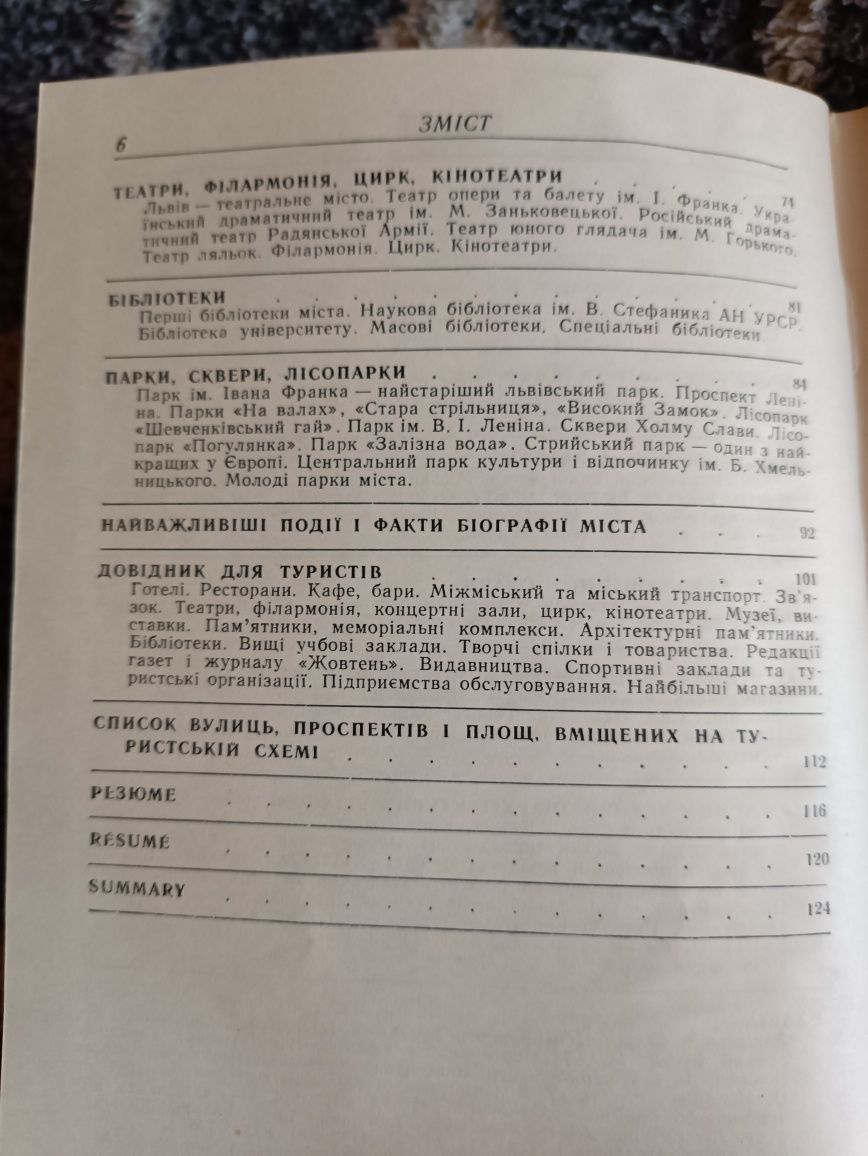 6
ЗМІСТ
ТЕАТРИ, ФІЛАРМОНІЯ, ЦИРК, КІНОТЕАТРИ . . . . 74
Львів — театральне місто. Театр опери та балету ім. І. Франка. Укра-
їнський драматичний театр ім. М. Заньковецької. Російський драма-
тичний театр Радянської Армії. Театр юного глядача ім. М. Горького.
Театр ляльок. Філармонія. Цирк. Кінотеатри.
БІБЛІОТЕКИ . . . . . . . . . . . . 81
Перші бібліотеки міста. Наукова бібліотека ім. В. Стефаника АН УРСР.
Бібліотека університету. Масові бібліотеки. Спеціальні бібліотеки
ПАРКИ, СКВЕРИ, ЛІСОПАРКИ . . . . . . . . . 84
Парк ім. Івана Франка — найстаріший львівський парк. Проспект Лені-
на. Парки «На валах», «Стара стрільниця», «Високий Замок». Лісопарк
«Шевченківський гай». Парк ім. В. І. Леніна. Сквери Холму Слави. Лісо-
парк «Погулянка». Парк «Залізна вода». Стрийський парк — один з най-
кращих у Європі. Центральний парк культури і відпочинку ім. Б. Хмель-
ницького. Молоді парки міста.
НАЙВАЖЛИВІШІ ПОДІЇ І ФАКТИ БІОГРАФІЇ МІСТА . . . 92
ДОВІДНИК ДЛЯ ТУРИСТІВ . . . . . . . . . 101
Готелі. Ресторани. Кафе, бари. Міжміський та міський транспорт. Зв'я-
зок. Театри, філармонія, концертні зали, цирк, кінотеатри. Музеї, ви-
ставки. Пам'ятники, меморіальні комплекси. Архітектурні пам'ятники.
Бібліотеки. Вищі учбові заклади. Творчі спілки і товариства. Редакції
газет і журналу «Жовтень». Видавництва. Спортивні заклади та ту-
ристські організації. Підприємства обслуговування. Найбільші магазини.
СПИСОК ВУЛИЦЬ, ПРОСПЕКТІВ І ПЛОЩ, ВМІЩЕНИХ НА ТУ-
РИСТСЬКІЙ СХЕМІ . . . . . . . . . . . 112
РЕЗЮМЕ . . . . . . . . . . . . . . 116
RÉSUMÉ . . . . . . . . . . . . . . 120
SUMMARY . . . . . . . . . . . . . . 124